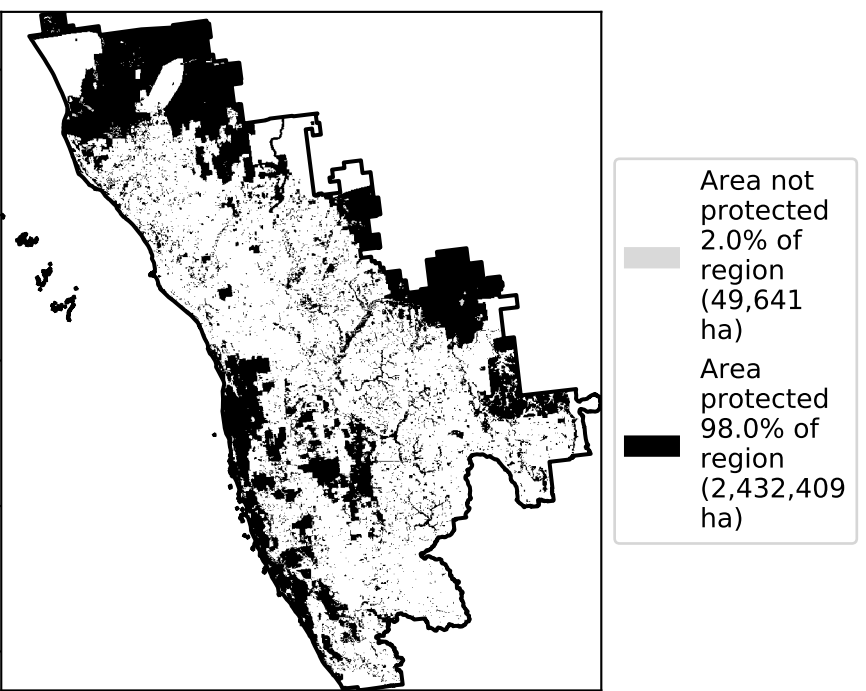 Area not
protected
2.0% of
region
(49,641
ha)
Area
protected
98.0% of
region
(2,432,409
ha)